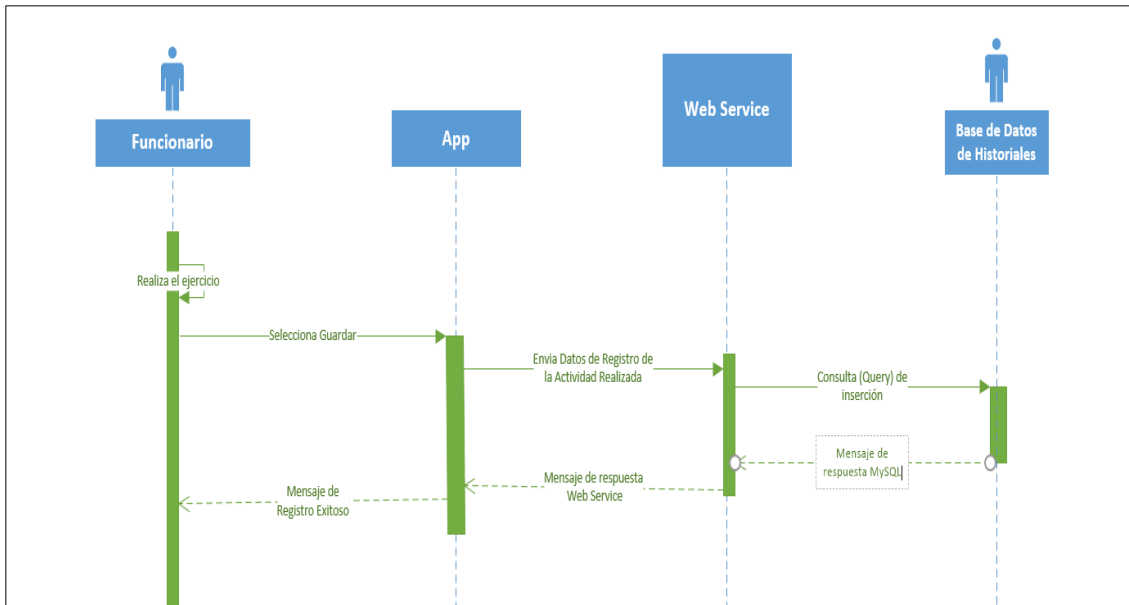 Funcionario
App
Web Service
Base de Datos
de Historiales
Realiza el ejercicio
Selecciona Guardar
Envia Datos de Registro de
la Actividad Realizada
Consulta (Query) de
inserción
Mensaje de
respuesta MySQL
Mensaje de respuesta
Web Service
Mensaje de
Registro Exitoso